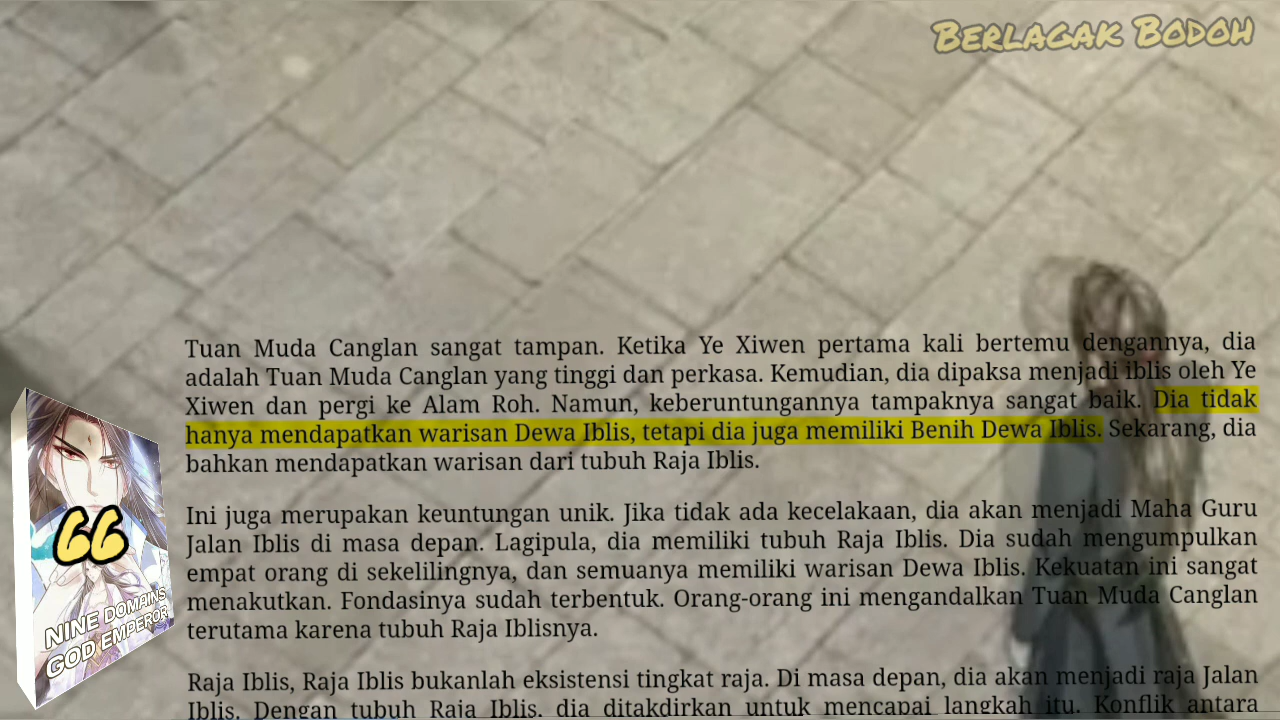 BERLAGAK BODOH
Tuan Muda Canglan sangat tampan. Ketika Ye Xiwen pertama kali bertemu dengannya, dia
adalah Tuan Muda Canglan yang tinggi dan perkasa. Kemudian, dia dipaksa menjadi iblis oleh Ye
Xiwen dan pergi ke Alam Roh. Namun, keberuntungannya tampaknya sangat baik. Dia tidak
hanya mendapatkan warisan Dewa Iblis, tetapi dia juga memiliki Benih Dewa Iblis. Sekarang, dia
bahkan mendapatkan warisan dari tubuh Raja Iblis.
Ini juga merupakan keuntungan unik. Jika tidak ada kecelakaan, dia akan menjadi Maha Guru
Jalan Iblis di masa depan. Lagipula, dia memiliki tubuh Raja Iblis. Dia sudah mengumpulkan
empat orang di sekelilingnya, dan semuanya memiliki warisan Dewa Iblis. Kekuatan ini sangat
menakutkan. Fondasinya sudah terbentuk. Orang-orang ini mengandalkan Tuan Muda Canglan
terutama karena tubuh Raja Iblisnya.
Raja Iblis, Raja Iblis bukanlah eksistensi tingkat raja. Di masa depan, dia akan menjadi raja Jalan
Iblis. Dengan tubuh Raja Iblis, dia ditakdirkan untuk mencapai langkah itu. Konflik antara
66
NINE DOMAINS
GOD EMPEROR